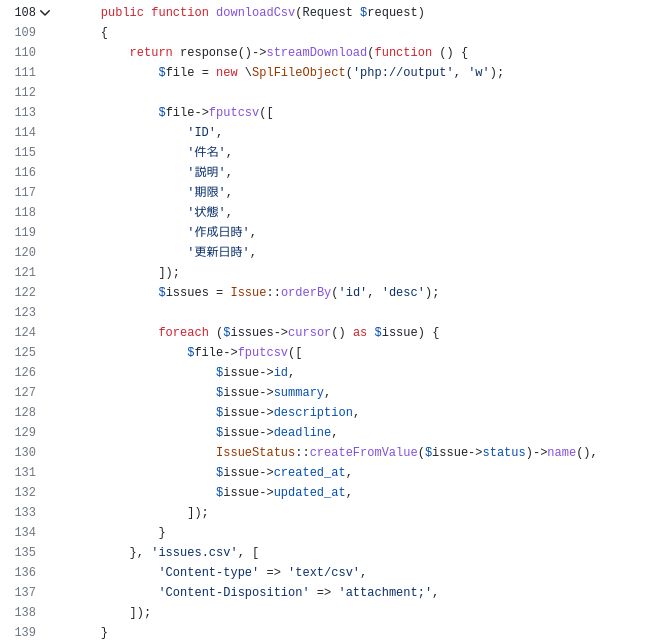 108 public function downloadCsv(Request $request)
109 {
110 return response()->streamDownload(function () {
111 $file = new \SplFileObject('php://output', 'w');
112
113 $file->fputcsv([
114 'ID',
115 '件名',
116 '説明',
117 '期限',
118 '状態',
119 '作成日時',
120 '更新日時',
121 ]);
122 $issues = Issue::orderBy('id', 'desc');
123
124 foreach ($issues->cursor() as $issue) {
125 $file->fputcsv([
126 $issue->id,
127 $issue->summary,
128 $issue->description,
129 $issue->deadline,
130 IssueStatus::createFromValue($issue->status)->name(),
131 $issue->created_at,
132 $issue->updated_at,
133 ]);
134 }
135 }, 'issues.csv', [
136 'Content-type' => 'text/csv',
137 'Content-Disposition' => 'attachment;',
138 ]);
139 }